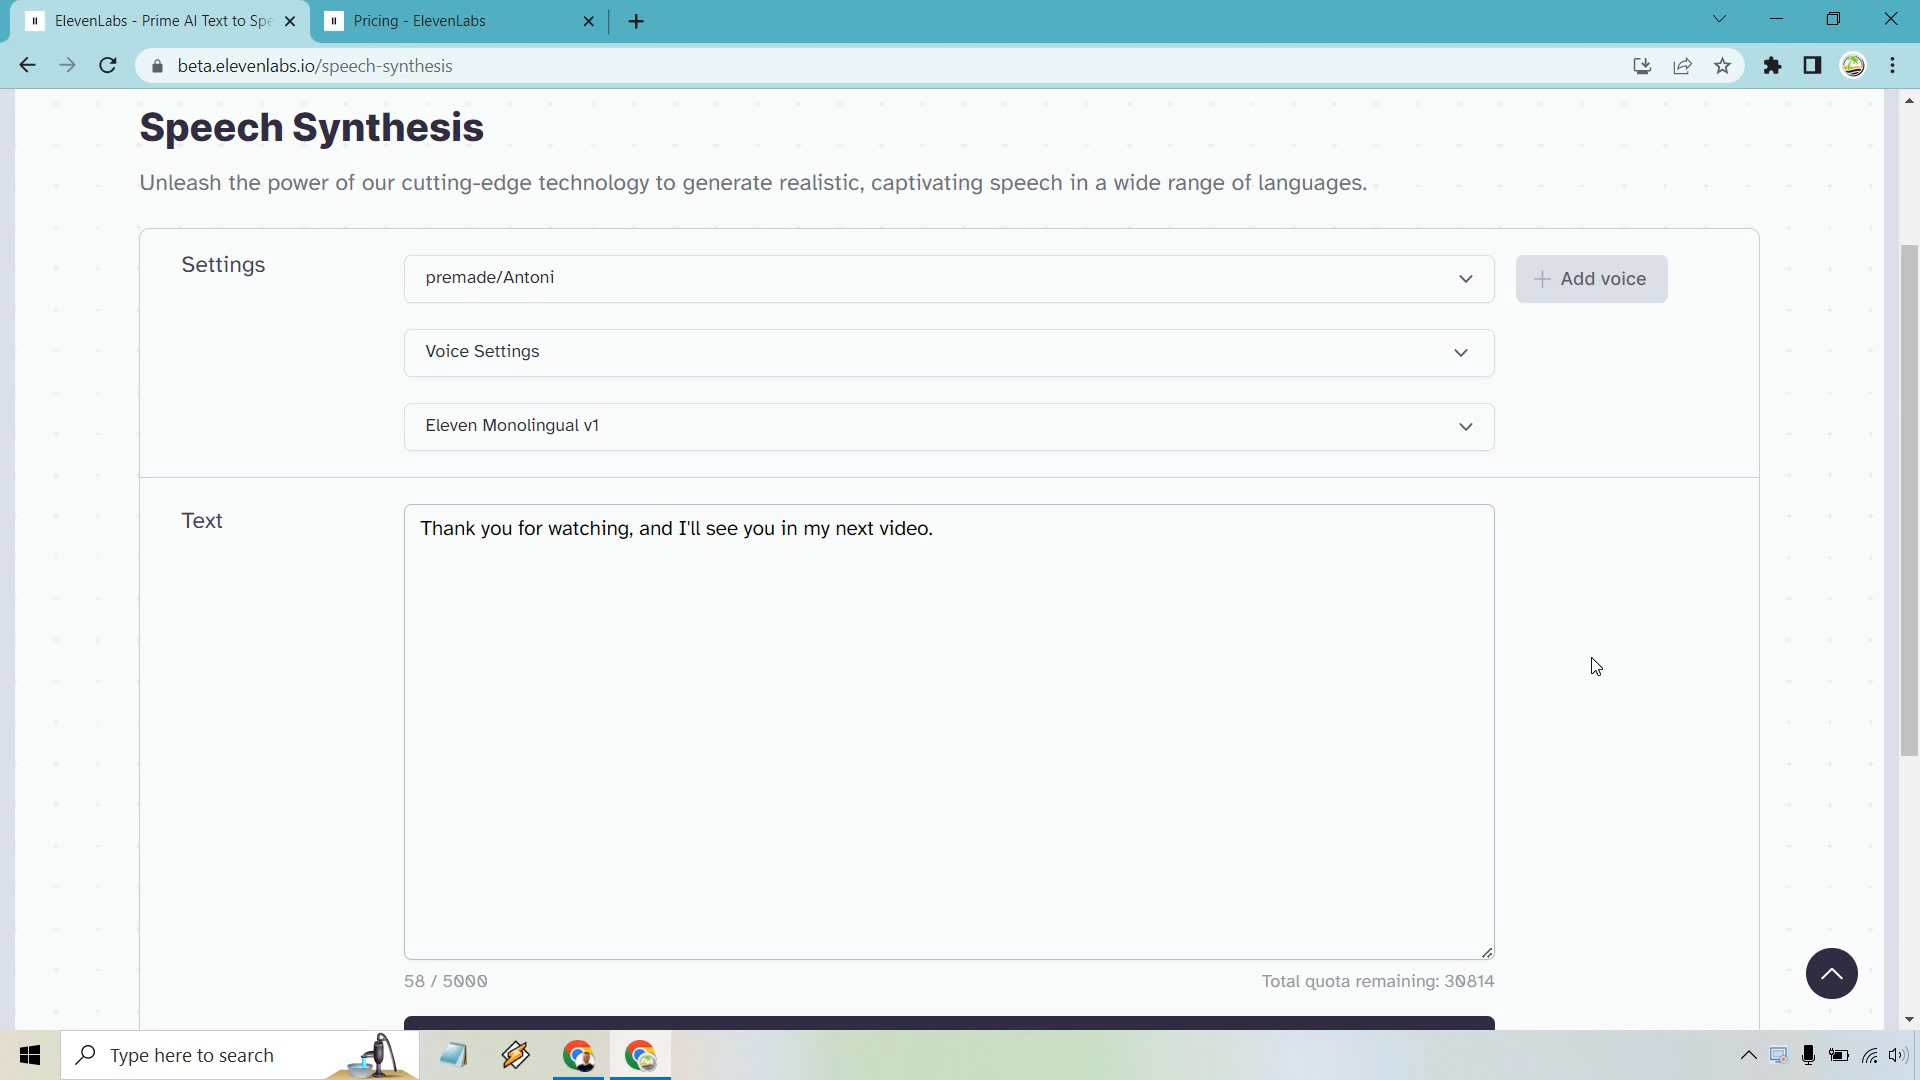 ElevenLabs - Prime AI Text to Spe
Pricing - ElevenLabs
beta.elevenlabs.io/speech-synthesis
Speech Synthesis
Unleash the power of our cutting-edge technology to generate realistic, captivating speech in a wide range of languages.
Settings
premade/Antoni
Add voice
Voice Settings
Eleven Monolingual v1
Text
Thank you for watching, and I'll see you in my next video.
58 / 5000
Total quota remaining: 30814
Type here to search